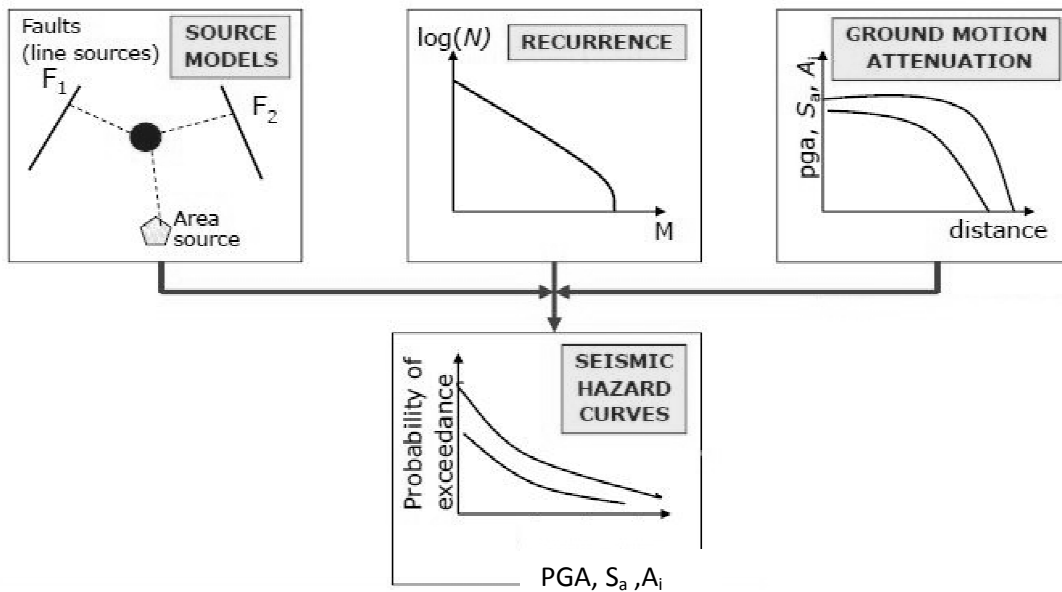 Faults
(line sources)
SOURCE
MODELS
F1
F2
Area
source
log(N)
RECURRENCE
M
GROUND MOTION
ATTENUATION
pga, Sa, Ai
distance
Probability of
exceedance
SEISMIC
HAZARD
CURVES
PGA, Sa ,Ai